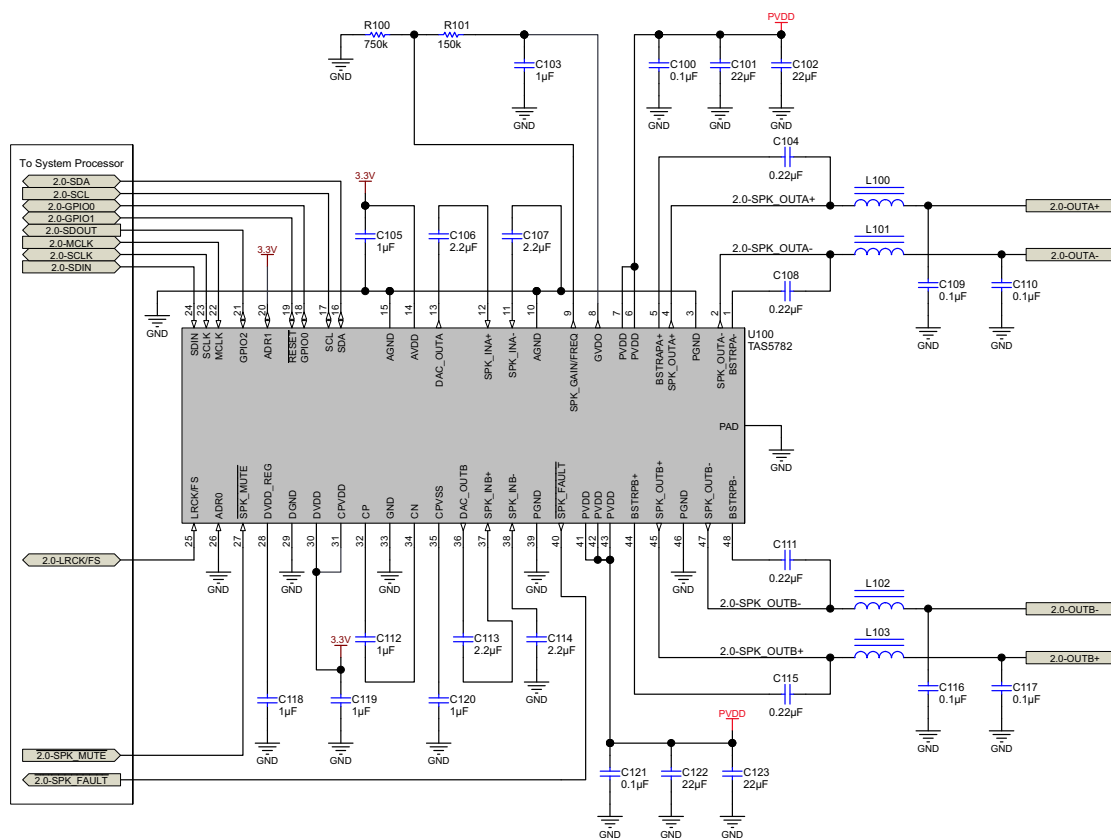 PVDD
R100
750k
R101
150k
GND
C103
1µF
GND
C100
0.1µF
GND
C101
22µF
GND
C102
22µF
GND
To System Processor
2.0-SDA
2.0-SCL
2.0-GPIO0
2.0-GPIO1
2.0-SDOUT
2.0-MCLK
2.0-SCLK
2.0-SDIN
3.3V
3.3V
C105
1µF
C106
2.2µF
C107
2.2µF
C104
0.22µF
2.0-SPK_OUTA+
L100
2.0-OUTA+
L101
2.0-SPK_OUTA-
2.0-OUTA-
C108
0.22µF
C109
0.1µF
GND
C110
0.1µF
GND
GND
24 23 22 21 20 19 18 17 16 15 14 13 12 11 10 9 8 7 6 5 4 3 2 1
U100
TAS5782
SDIN
SCLK
MCLK
GPIO2
ADR1
RESET
GPIO0
SCL
SDA
AGND
AVDD
DAC_OUTA
SPK_INA+
SPK_INA-
AGND
SPK_GAIN/FREQ
GVDD
PVDD
PVDD
BSTRAPA+
SPK_OUTA+
PGND
SPK_OUTA-
BSTRPA-
PAD
GND
LRCK/FS
ADR0
SPK_MUTE
DVDD_REG
DGND
DVDD
CPVDD
CP
GND
CN
CPVSS
DAC_OUTB
SPK_INB+
SPK_INB-
PGND
SPK_FAULT
PVDD
PVDD
PVDD
BSTRPB+
SPK_OUTB+
PGND
SPK_OUTB-
BSTRPB-
25 26 27 28 29 30 31 32 33 34 35 36 37 38 39 40 41 42 43 44 45 46 47 48
2.0-LRCK/FS
GND
GND
GND
GND
GND
C111
0.22µF
2.0-SPK_OUTB-
L102
2.0-OUTB-
L103
2.0-SPK_OUTB+
2.0-OUTB+
C115
0.22µF
C116
0.1µF
GND
C117
0.1µF
GND
3.3V
C112
1µF
C113
2.2µF
C114
2.2µF
GND
C118
1µF
GND
C119
1µF
GND
C120
1µF
GND
2.0-SPK_MUTE
2.0-SPK_FAULT
PVDD
C121
0.1µF
GND
C122
22µF
GND
C123
22µF
GND